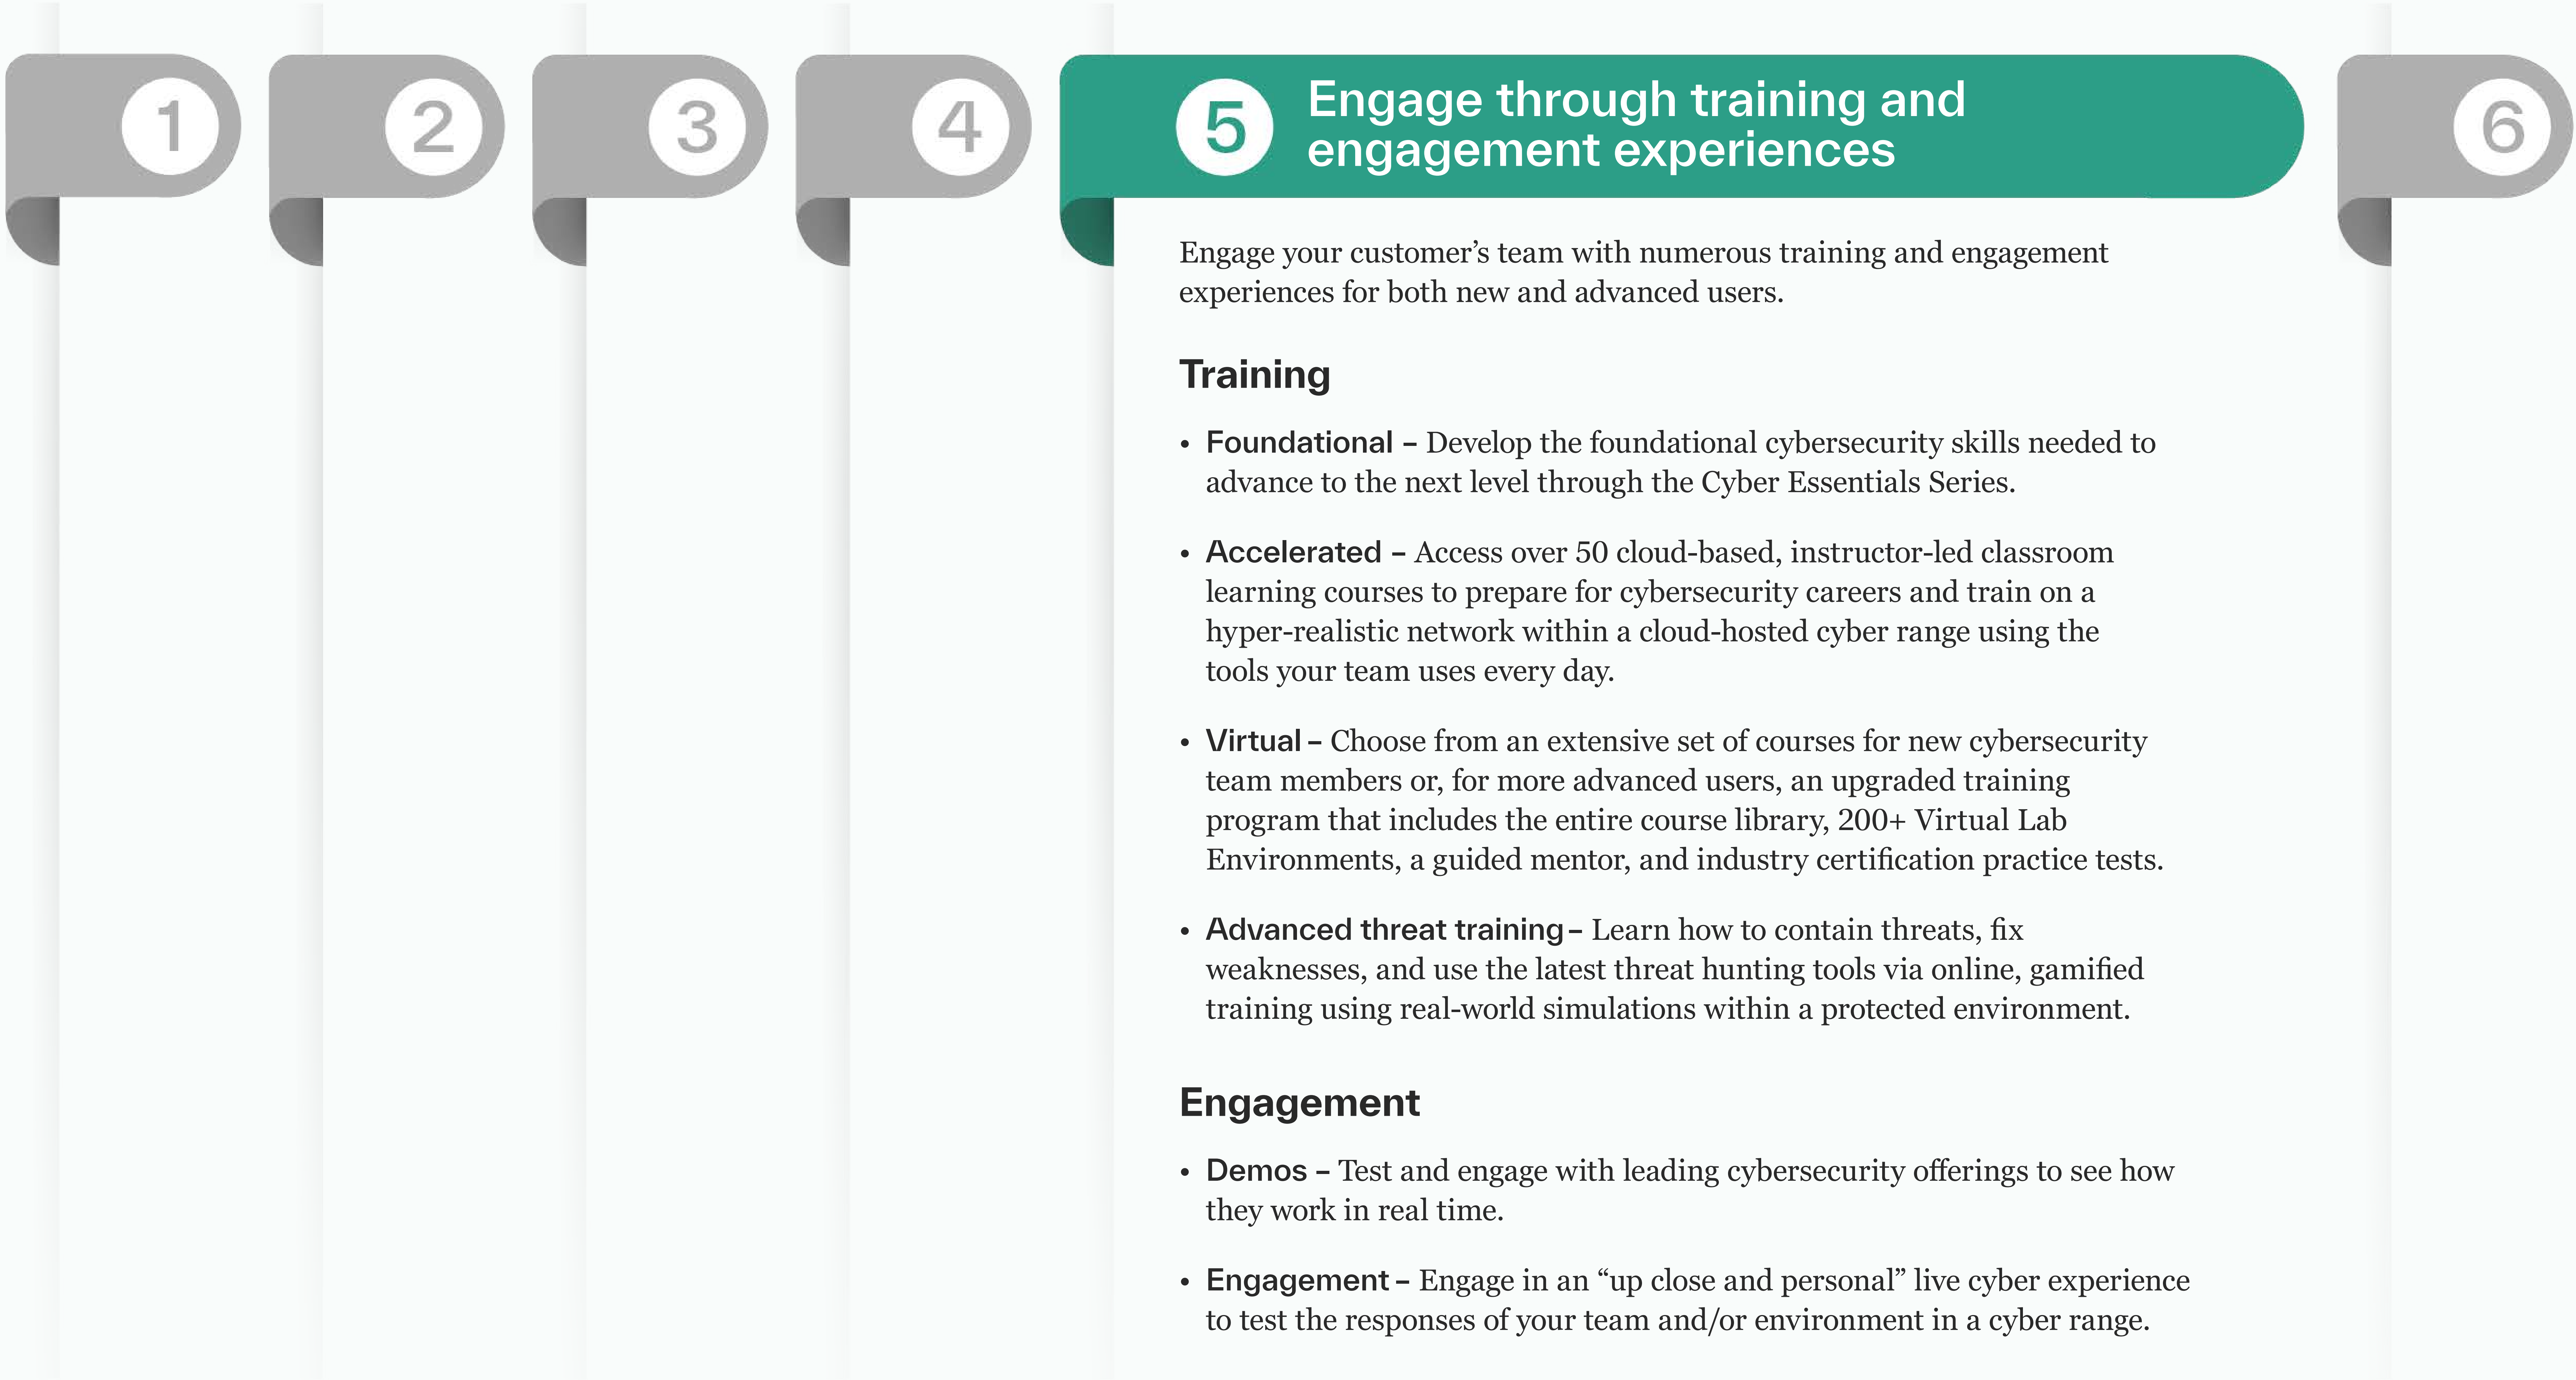 1
2
3
4
5
Engage through training and
engagement experiences
6
Engage your customer’s team with numerous training and engagement
experiences for both new and advanced users.
Training
• Foundational – Develop the foundational cybersecurity skills needed to
advance to the next level through the Cyber Essentials Series.
• Accelerated – Access over 50 cloud-based, instructor-led classroom
learning courses to prepare for cybersecurity careers and train on a
hyper-realistic network within a cloud-hosted cyber range using the
tools your team uses every day.
• Virtual – Choose from an extensive set of courses for new cybersecurity
team members or, for more advanced users, an upgraded training
program that includes the entire course library, 200+ Virtual Lab
Environments, a guided mentor, and industry certification practice tests.
• Advanced threat training – Learn how to contain threats, fix
weaknesses, and use the latest threat hunting tools via online, gamified
training using real-world simulations within a protected environment.
Engagement
• Demos – Test and engage with leading cybersecurity offerings to see how
they work in real time.
• Engagement – Engage in an “up close and personal” live cyber experience
to test the responses of your team and/or environment in a cyber range.